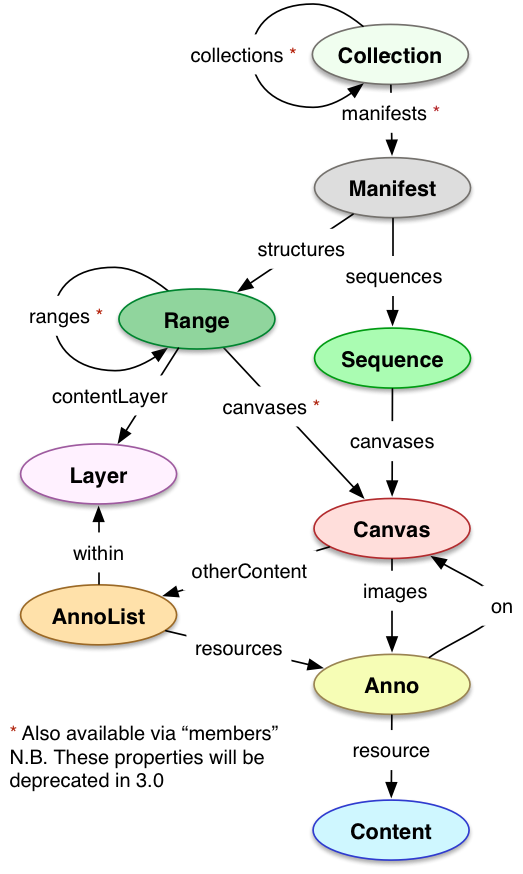 collections *
Collection
manifests *
Manifest
structures
sequences
ranges *
Range
Sequence
contentLayer
canvases *
canvases
Layer
Canvas
within
otherContent
images
on
AnnoList
resources
Anno
* Also available via “members”
N.B. These properties will be
deprecated in 3.0
resource
Content